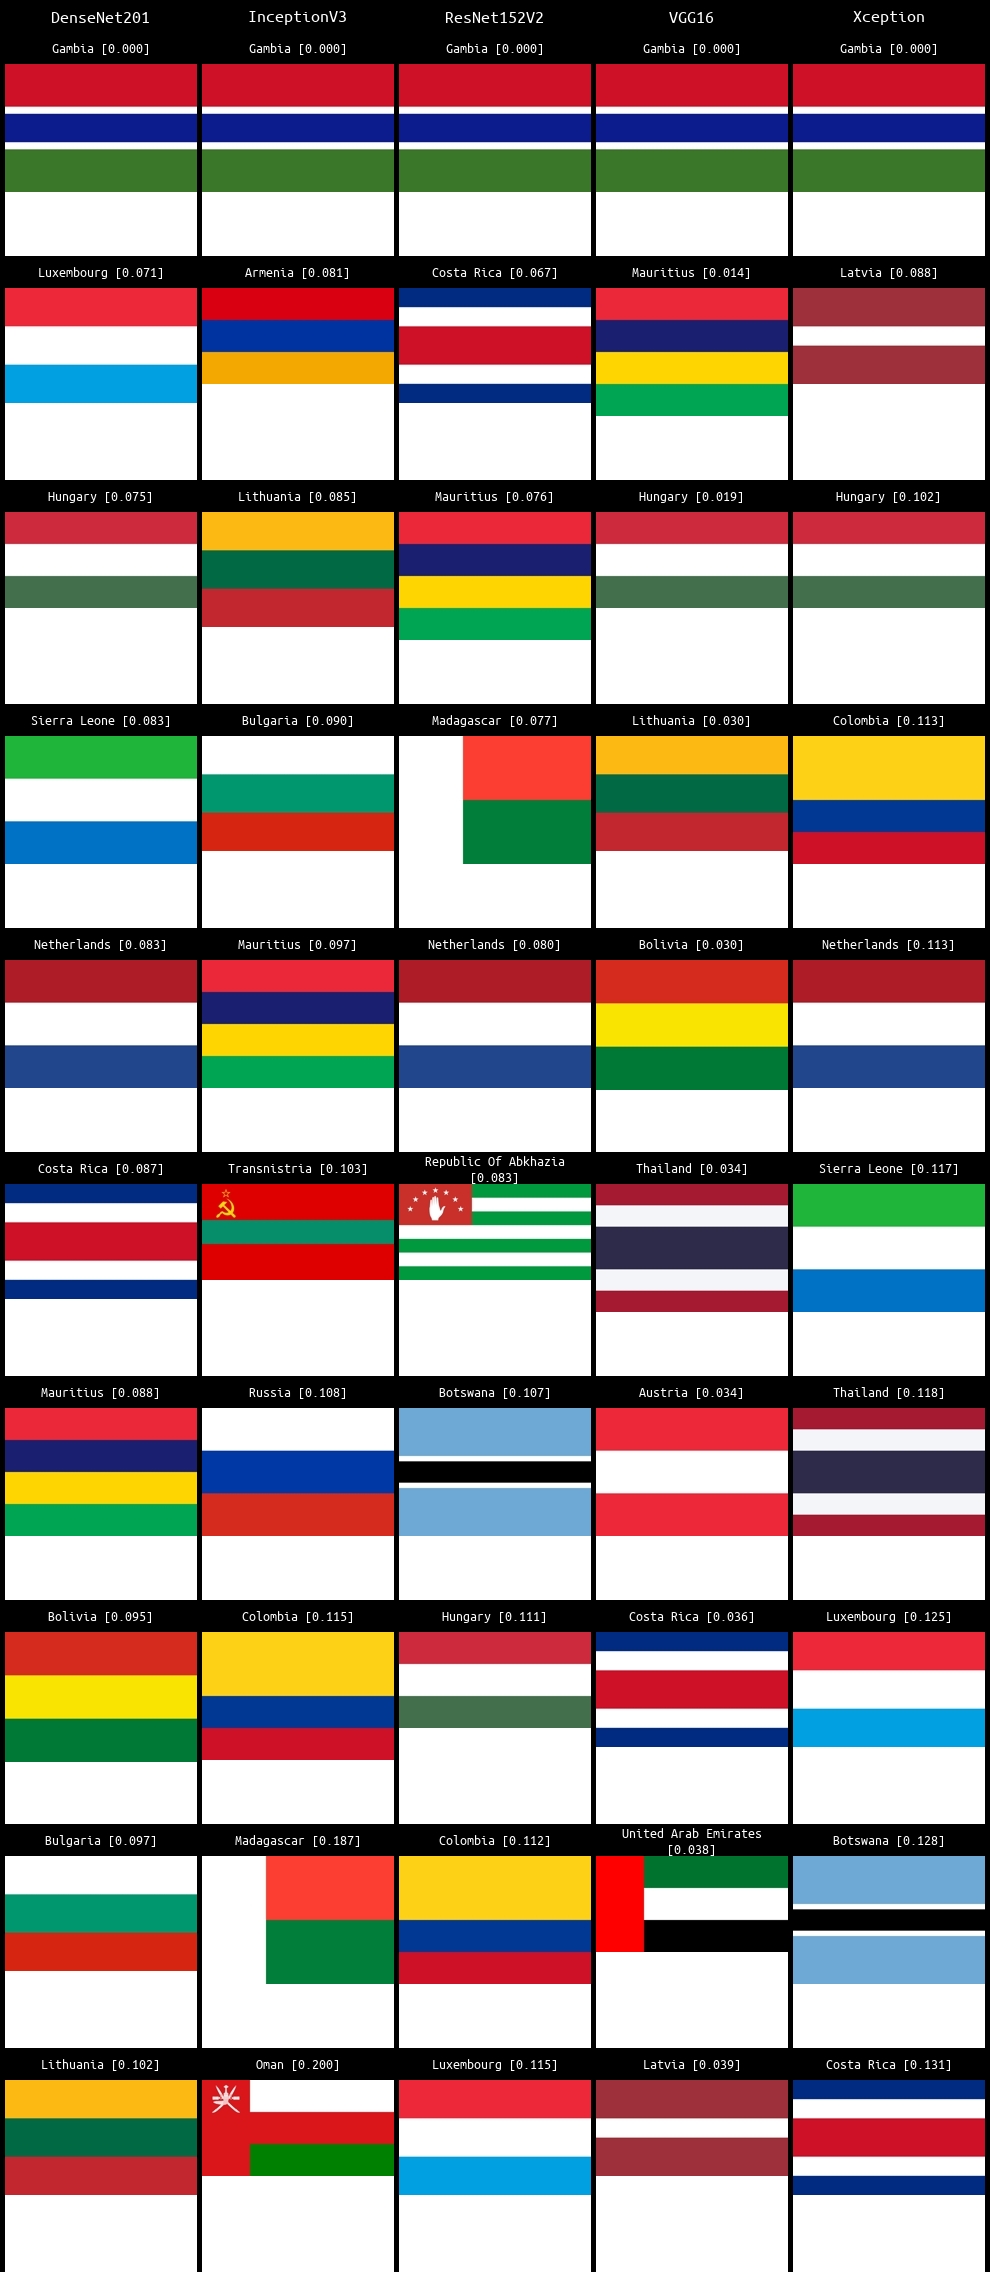 DenseNet201 InceptionV3 ResNet152V2 VGG16 Xception
Gambia [0.000] Gambia [0.000] Gambia [0.000] Gambia [0.000] Gambia [0.000]
Luxembourg [0.071] Armenia [0.081] Costa Rica [0.067] Mauritius [0.014] Latvia [0.088]
Hungary [0.075] Lithuania [0.085] Mauritius [0.076] Hungary [0.019] Hungary [0.102]
Sierra Leone [0.083] Bulgaria [0.090] Madagascar [0.077] Lithuania [0.030] Colombia [0.113]
Netherlands [0.083] Mauritius [0.097] Netherlands [0.080] Bolivia [0.030] Netherlands [0.113]
Costa Rica [0.087] Transnistria [0.103] Republic Of Abkhazia
[0.083] Thailand [0.034] Sierra Leone [0.117]
Mauritius [0.088] Russia [0.108] Botswana [0.107] Austria [0.034] Thailand [0.118]
Bolivia [0.095] Colombia [0.115] Hungary [0.111] Costa Rica [0.036] Luxembourg [0.125]
Bulgaria [0.097] Madagascar [0.187] Colombia [0.112] United Arab Emirates
[0.038] Botswana [0.128]
Lithuania [0.102] Oman [0.200] Luxembourg [0.115] Latvia [0.039] Costa Rica [0.131]